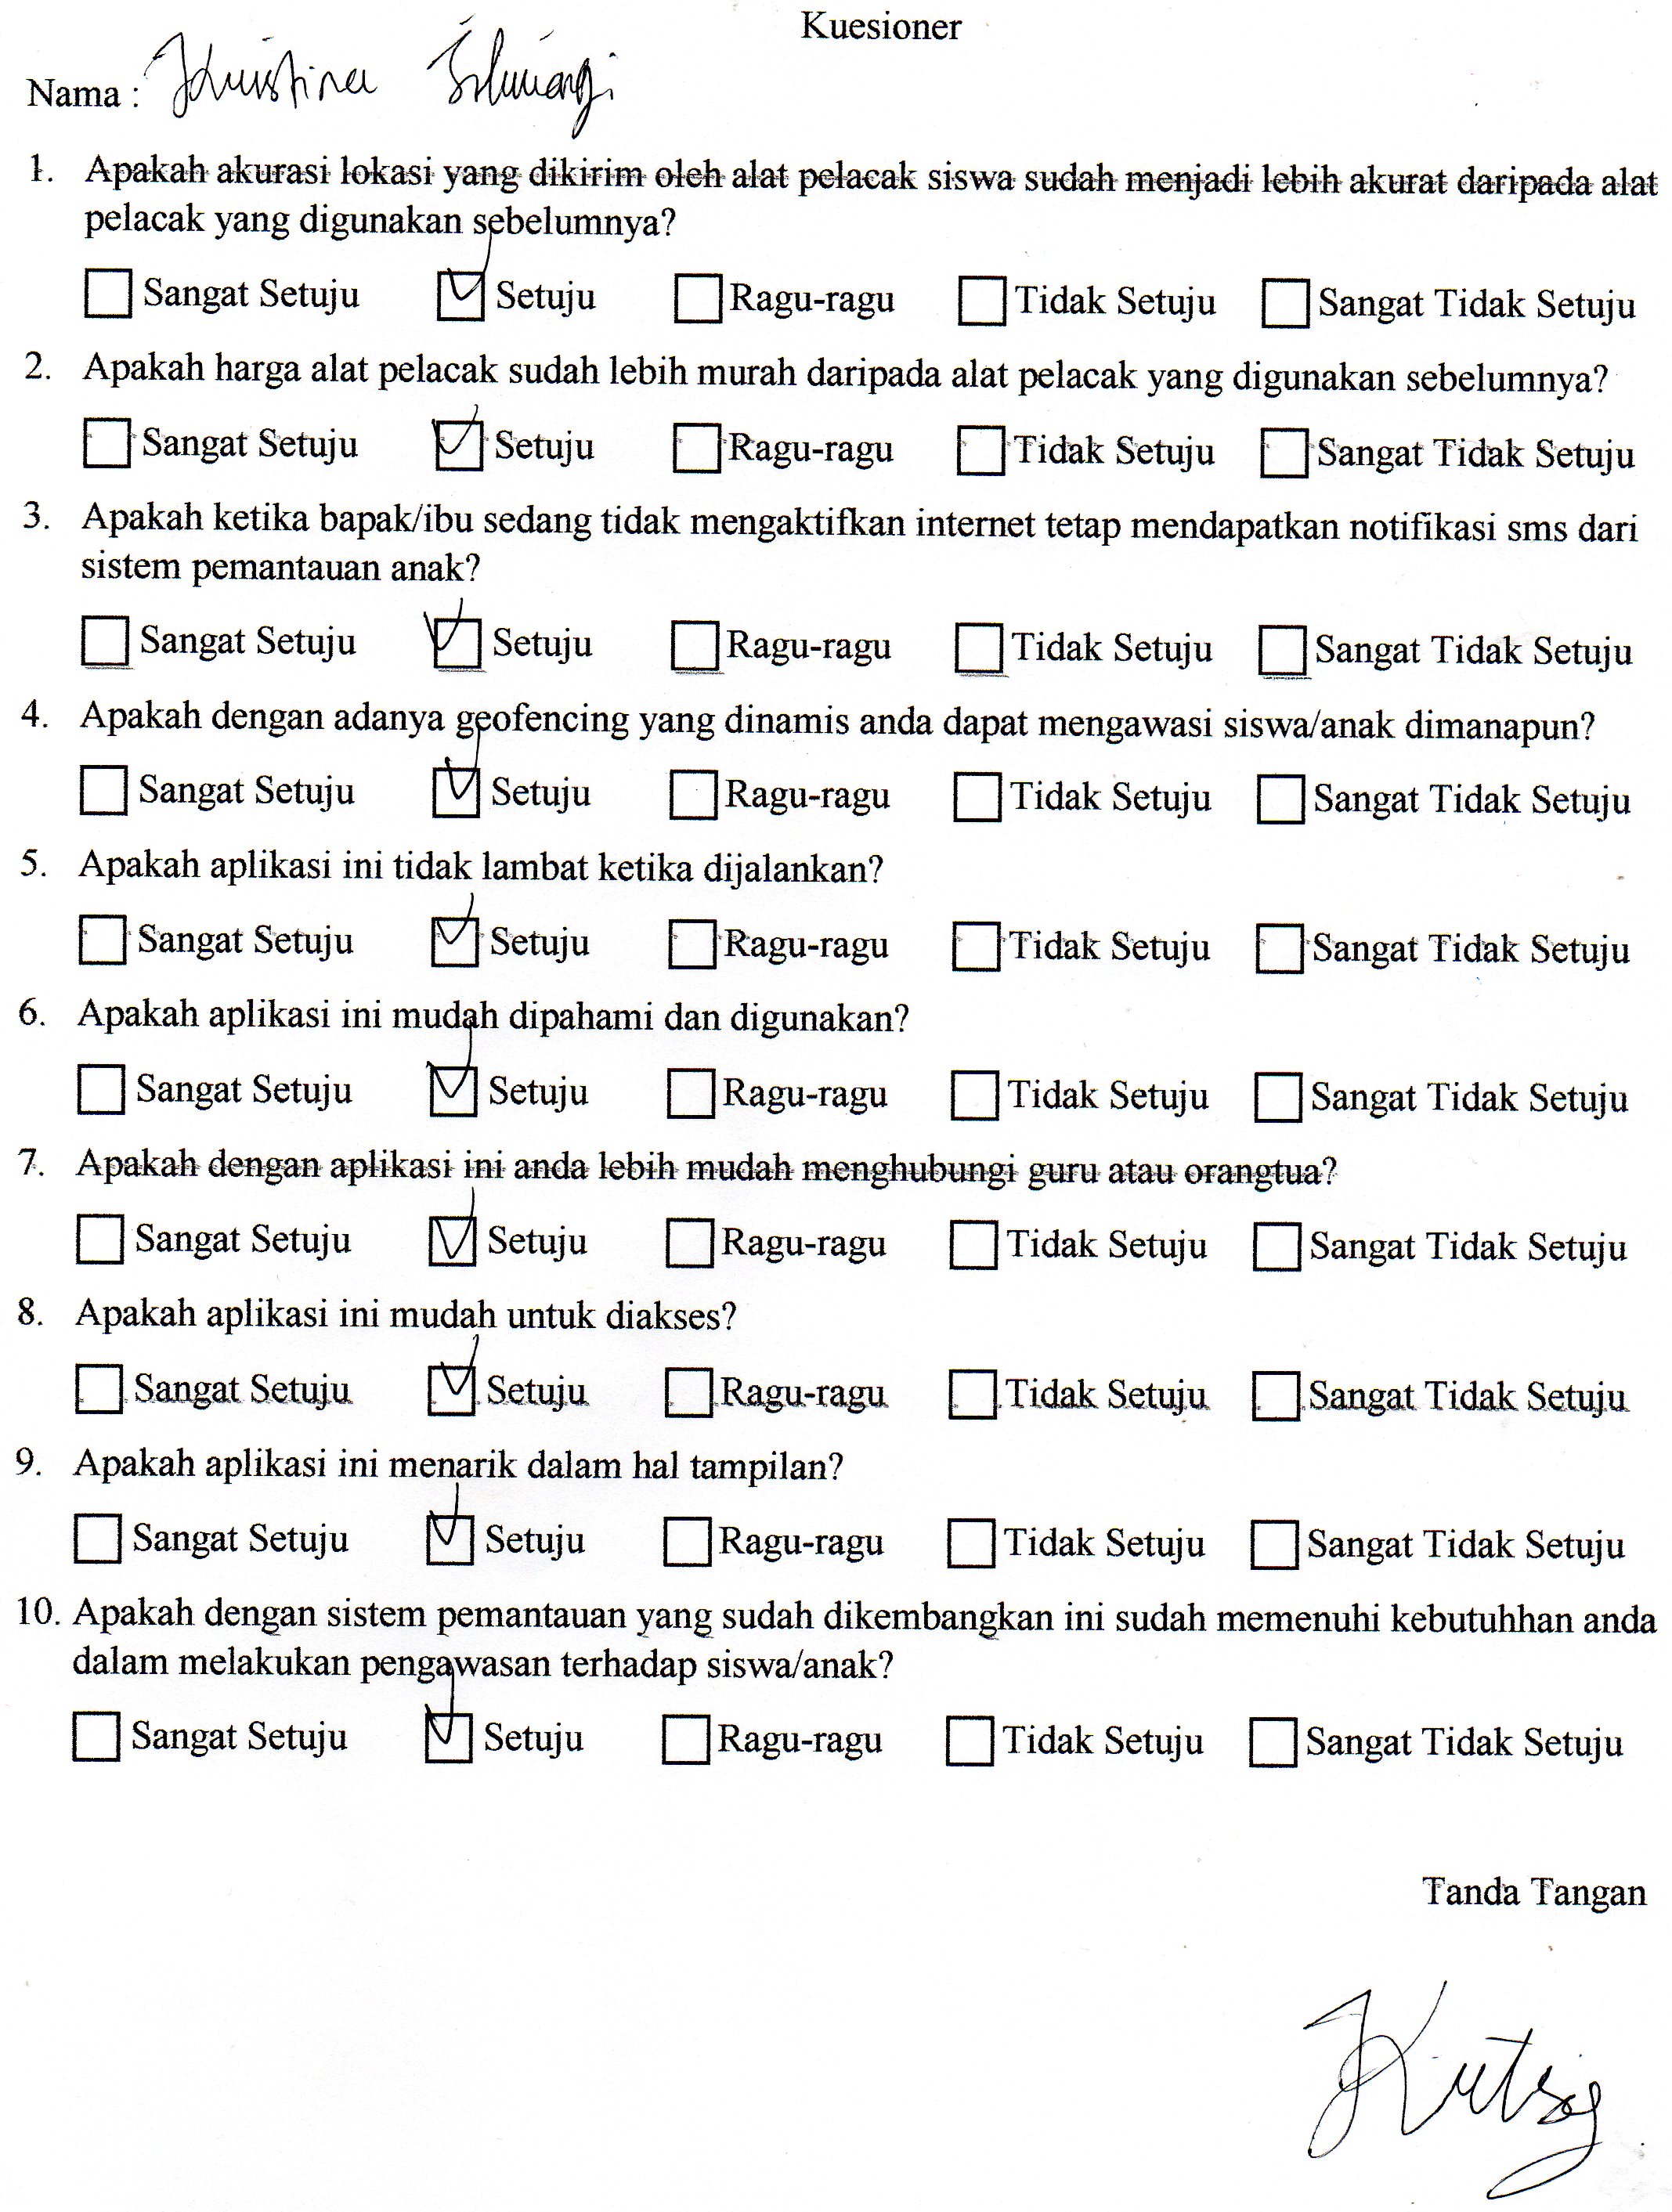 Kuesioner
Nama : Khristina
1. Apakah akurasi lokasi yang dikirim oleh alat pelacak siswa sudah menjadi lebih akurat daripada alat
pelacak yang digunakan sebelumnya?
Sangat Setuju Setuju Ragu-ragu Tidak Setuju Sangat Tidak Setuju
2. Apakah harga alat pelacak sudah lebih murah daripada alat pelacak yang digunakan sebelumnya?
Sangat Setuju Setuju Ragu-ragu Tidak Setuju Sangat Tidak Setuju
3. Apakah ketika bapak/ibu sedang tidak mengaktifkan internet tetap mendapatkan notifikasi sms dari
sistem pemantauan anak?
Sangat Setuju Setuju Ragu-ragu Tidak Setuju Sangat Tidak Setuju
4. Apakah dengan adanya geofencing yang dinamis anda dapat mengawasi siswa/anak dimanapun?
Sangat Setuju Setuju Ragu-ragu Tidak Setuju Sangat Tidak Setuju
5. Apakah aplikasi ini tidak lambat ketika dijalankan?
Sangat Setuju Setuju Ragu-ragu Tidak Setuju Sangat Tidak Setuju
6. Apakah aplikasi ini mudah dipahami dan digunakan?
Sangat Setuju Setuju Ragu-ragu Tidak Setuju Sangat Tidak Setuju
7. Apakah dengan aplikasi ini anda lebih mudah menghubungi guru atau orangtua?
Sangat Setuju Setuju Ragu-ragu Tidak Setuju Sangat Tidak Setuju
8. Apakah aplikasi ini mudah untuk diakses?
Sangat Setuju Setuju Ragu-ragu Tidak Setuju Sangat Tidak Setuju
9. Apakah aplikasi ini menarik dalam hal tampilan?
Sangat Setuju Setuju Ragu-ragu Tidak Setuju Sangat Tidak Setuju
10. Apakah dengan sistem pemantauan yang sudah dikembangkan ini sudah memenuhi kebutuhhan anda
dalam melakukan pengawasan terhadap siswa/anak?
Sangat Setuju Setuju Ragu-ragu Tidak Setuju Sangat Tidak Setuju
Tanda Tangan